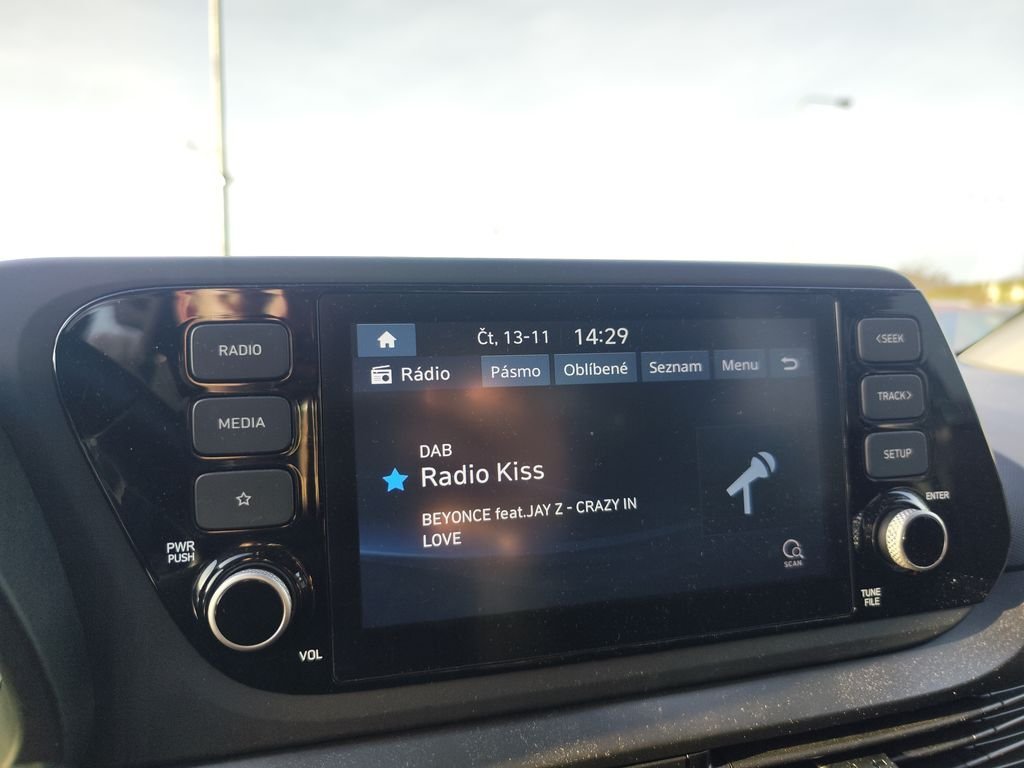 RADIO
MEDIA
PWR
PUSH
VOL
Čt, 13-11 14:29
Rádio Pásmo Oblíbené Seznam Menu
DAB
Radio Kiss
BEYONCE feat.JAY Z - CRAZY IN
LOVE
SCAN
<SEEK
TRACK>
SETUP
ENTER
TUNE
FILE